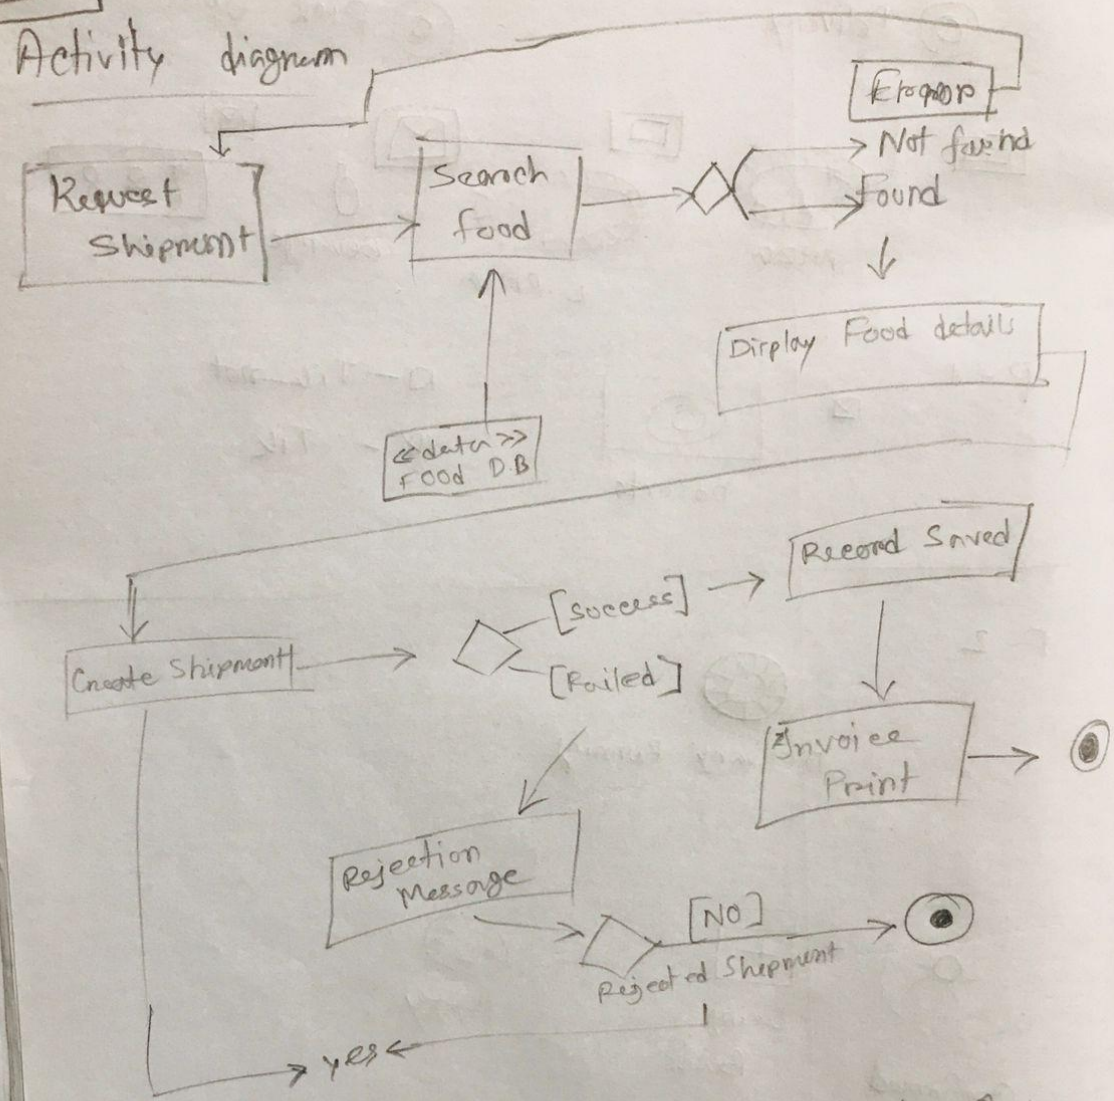 Activity diagram
Error
Not found
Found
Request
Shipment
Search
food
Display Food details
<<data>>
Food D.B
Record Saved
[Success]
[Failed]
Create Shipment
Invoice
Print
Rejection
Message
[NO]
Rejected Shipment
yes